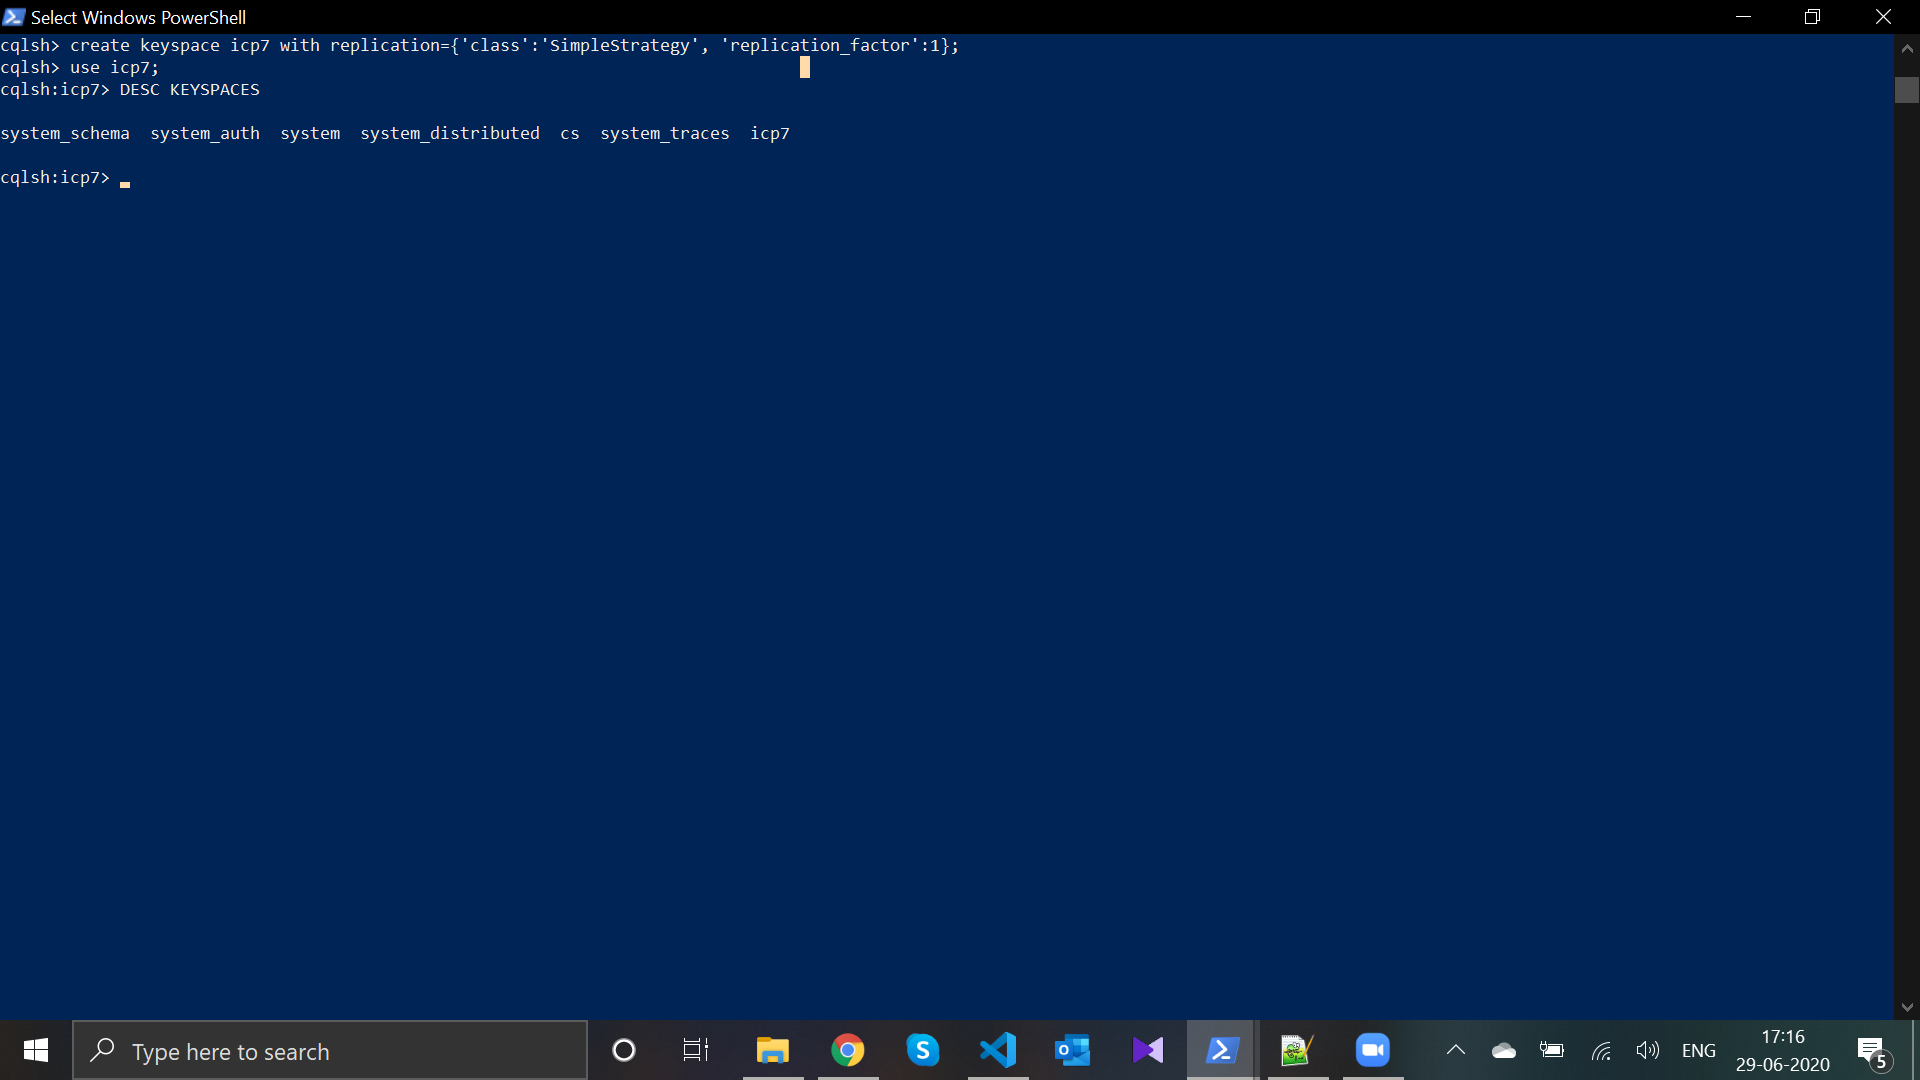 Select Windows PowerShell
cqlsh> create keyspace icp7 with replication={'class':'SimpleStrategy', 'replication_factor':1};
cqlsh> use icp7;
cqlsh:icp7> DESC KEYSPACES
system_schema  system_auth  system  system_distributed  cs  system_traces  icp7
cqlsh:icp7>
Type here to search
ENG
17:16
29-06-2020
5